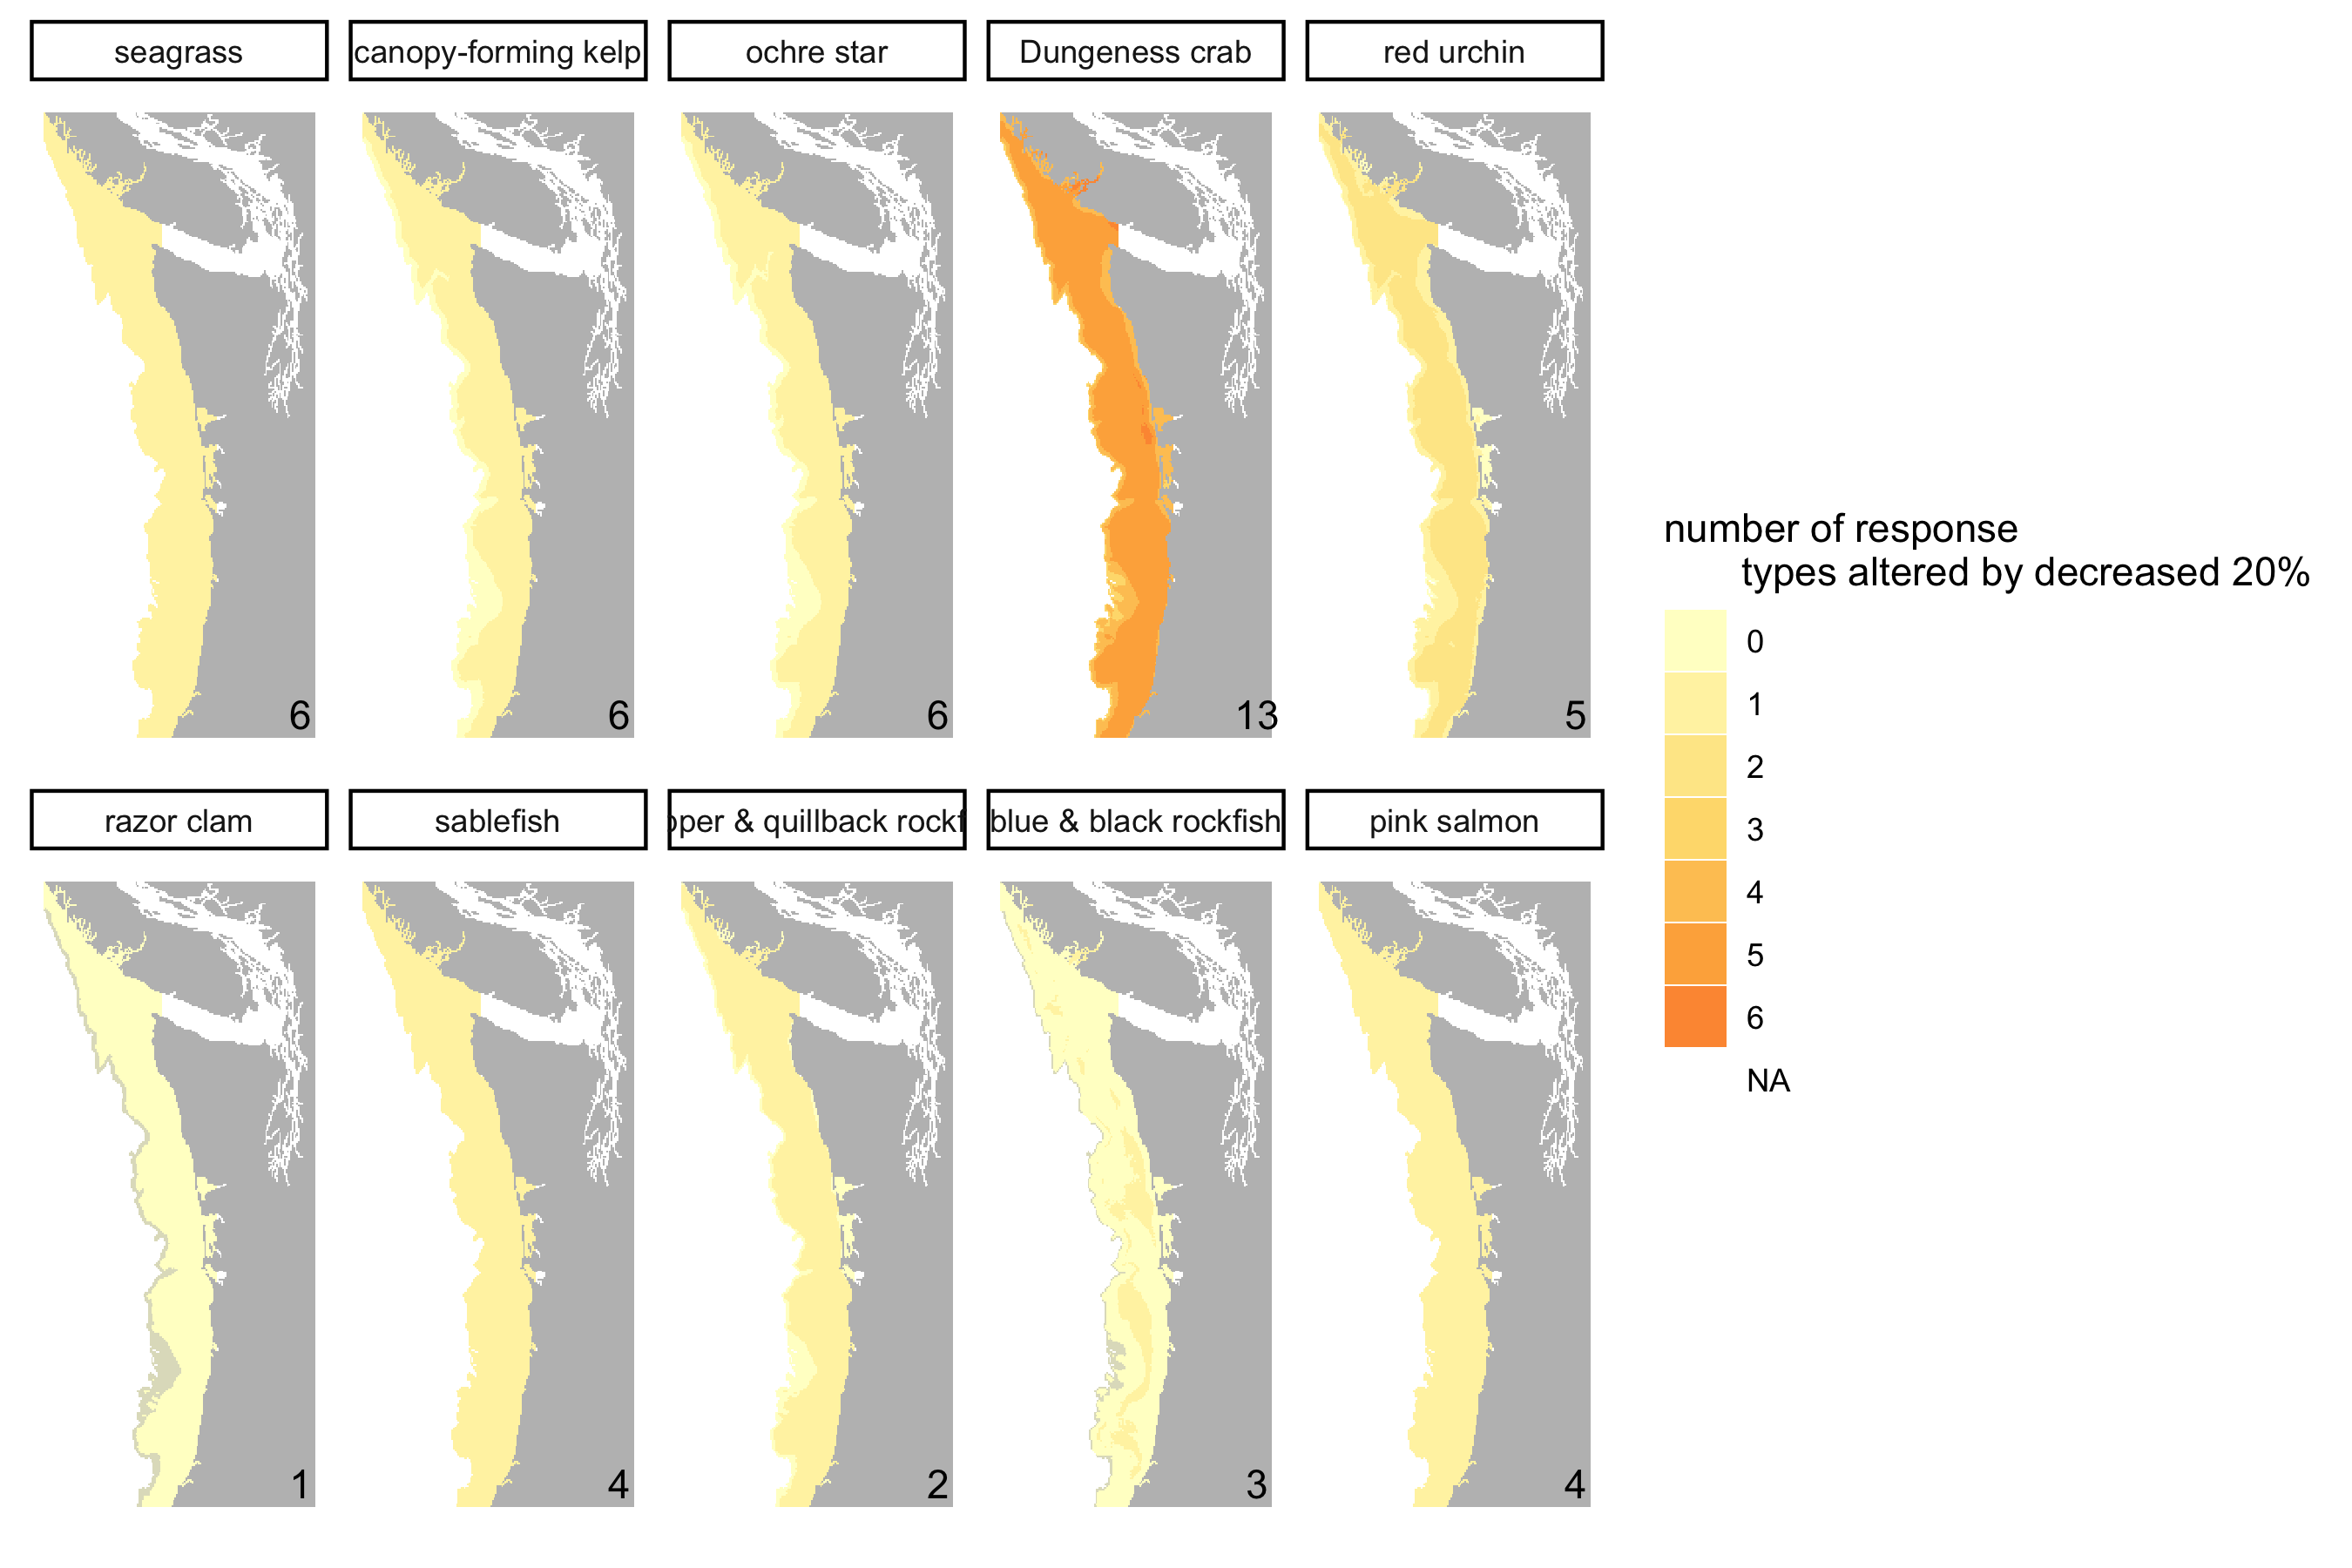 seagrass
canopy-forming kelp
ochre star
Dungeness crab
red urchin
6
6
6
13
5
number of response
types altered by decreased 20%
0
1
2
3
4
5
6
NA
razor clam
sablefish
& quillback
blue & black rockfish
pink salmon
1
4
2
3
4